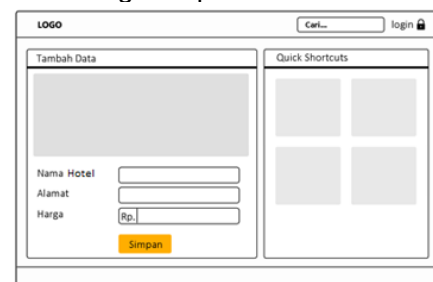 LOGO
Cari...
login
Tambah Data
Quick Shortcuts
Nama Hotel
Alamat
Harga
Rp.
Simpan